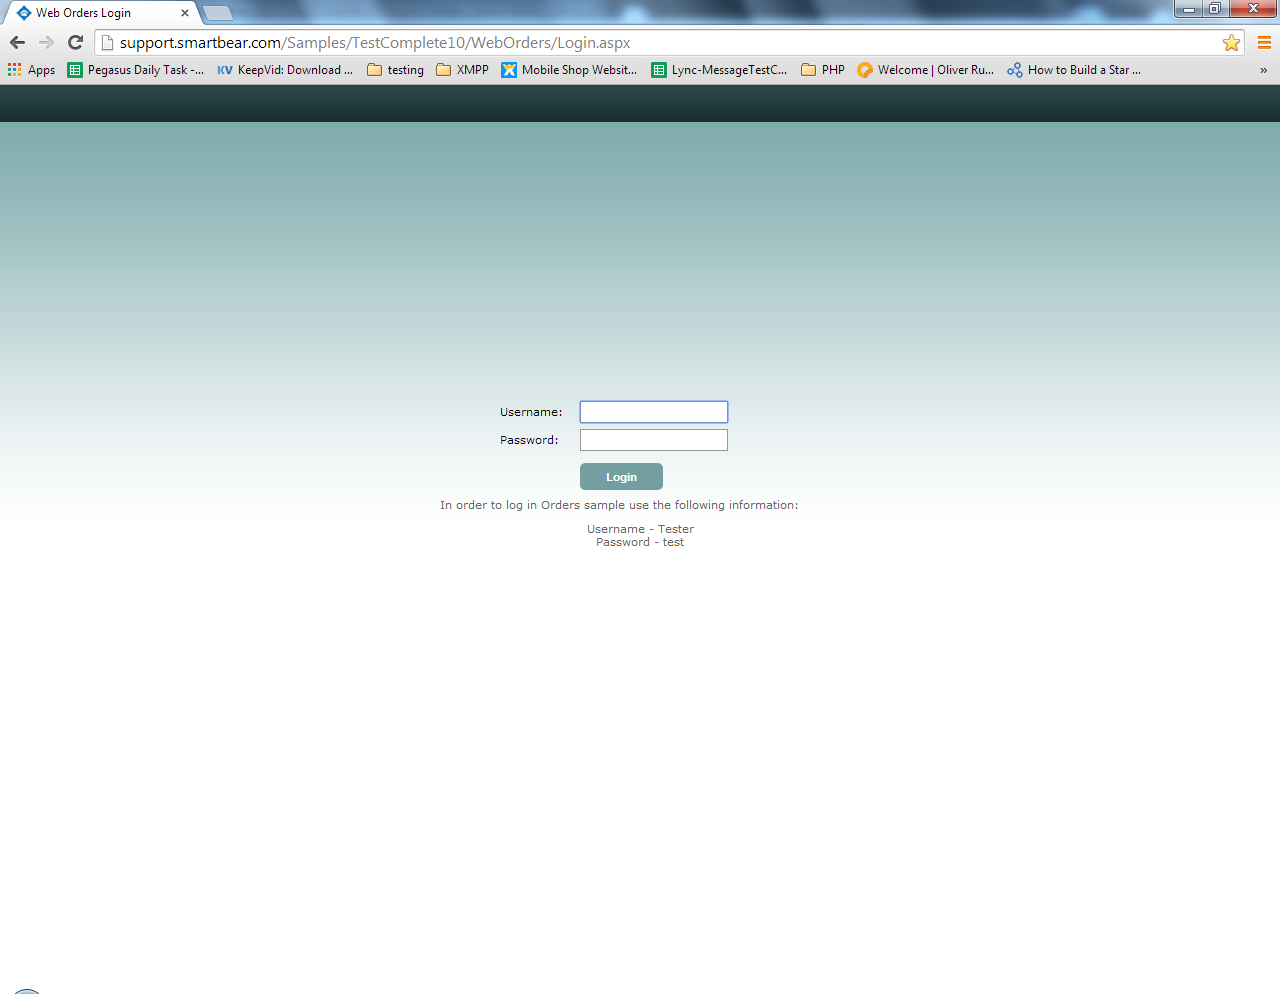 Web Orders Login
support.smartbear.com/Samples/TestComplete10/WebOrders/Login.aspx
Apps Pegasus Daily Task -... KV KeepVid: Download ... testing XMPP Mobile Shop Websit... Lync-MessageTestC... PHP Welcome | Oliver Ru... How to Build a Star ... »
Username:
Password:
Login
In order to log in Orders sample use the following information:
Username - Tester
Password - test